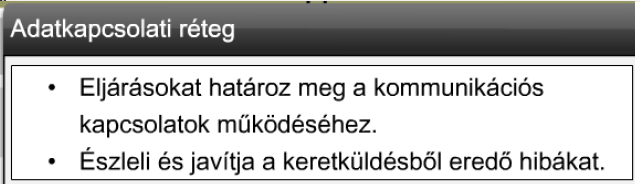 Adatkapcsolati réteg
• Eljárásokat határoz meg a kommunikációs
kapcsolatok működéséhez.
• Észleli és javítja a keretküldésből eredő hibákat.